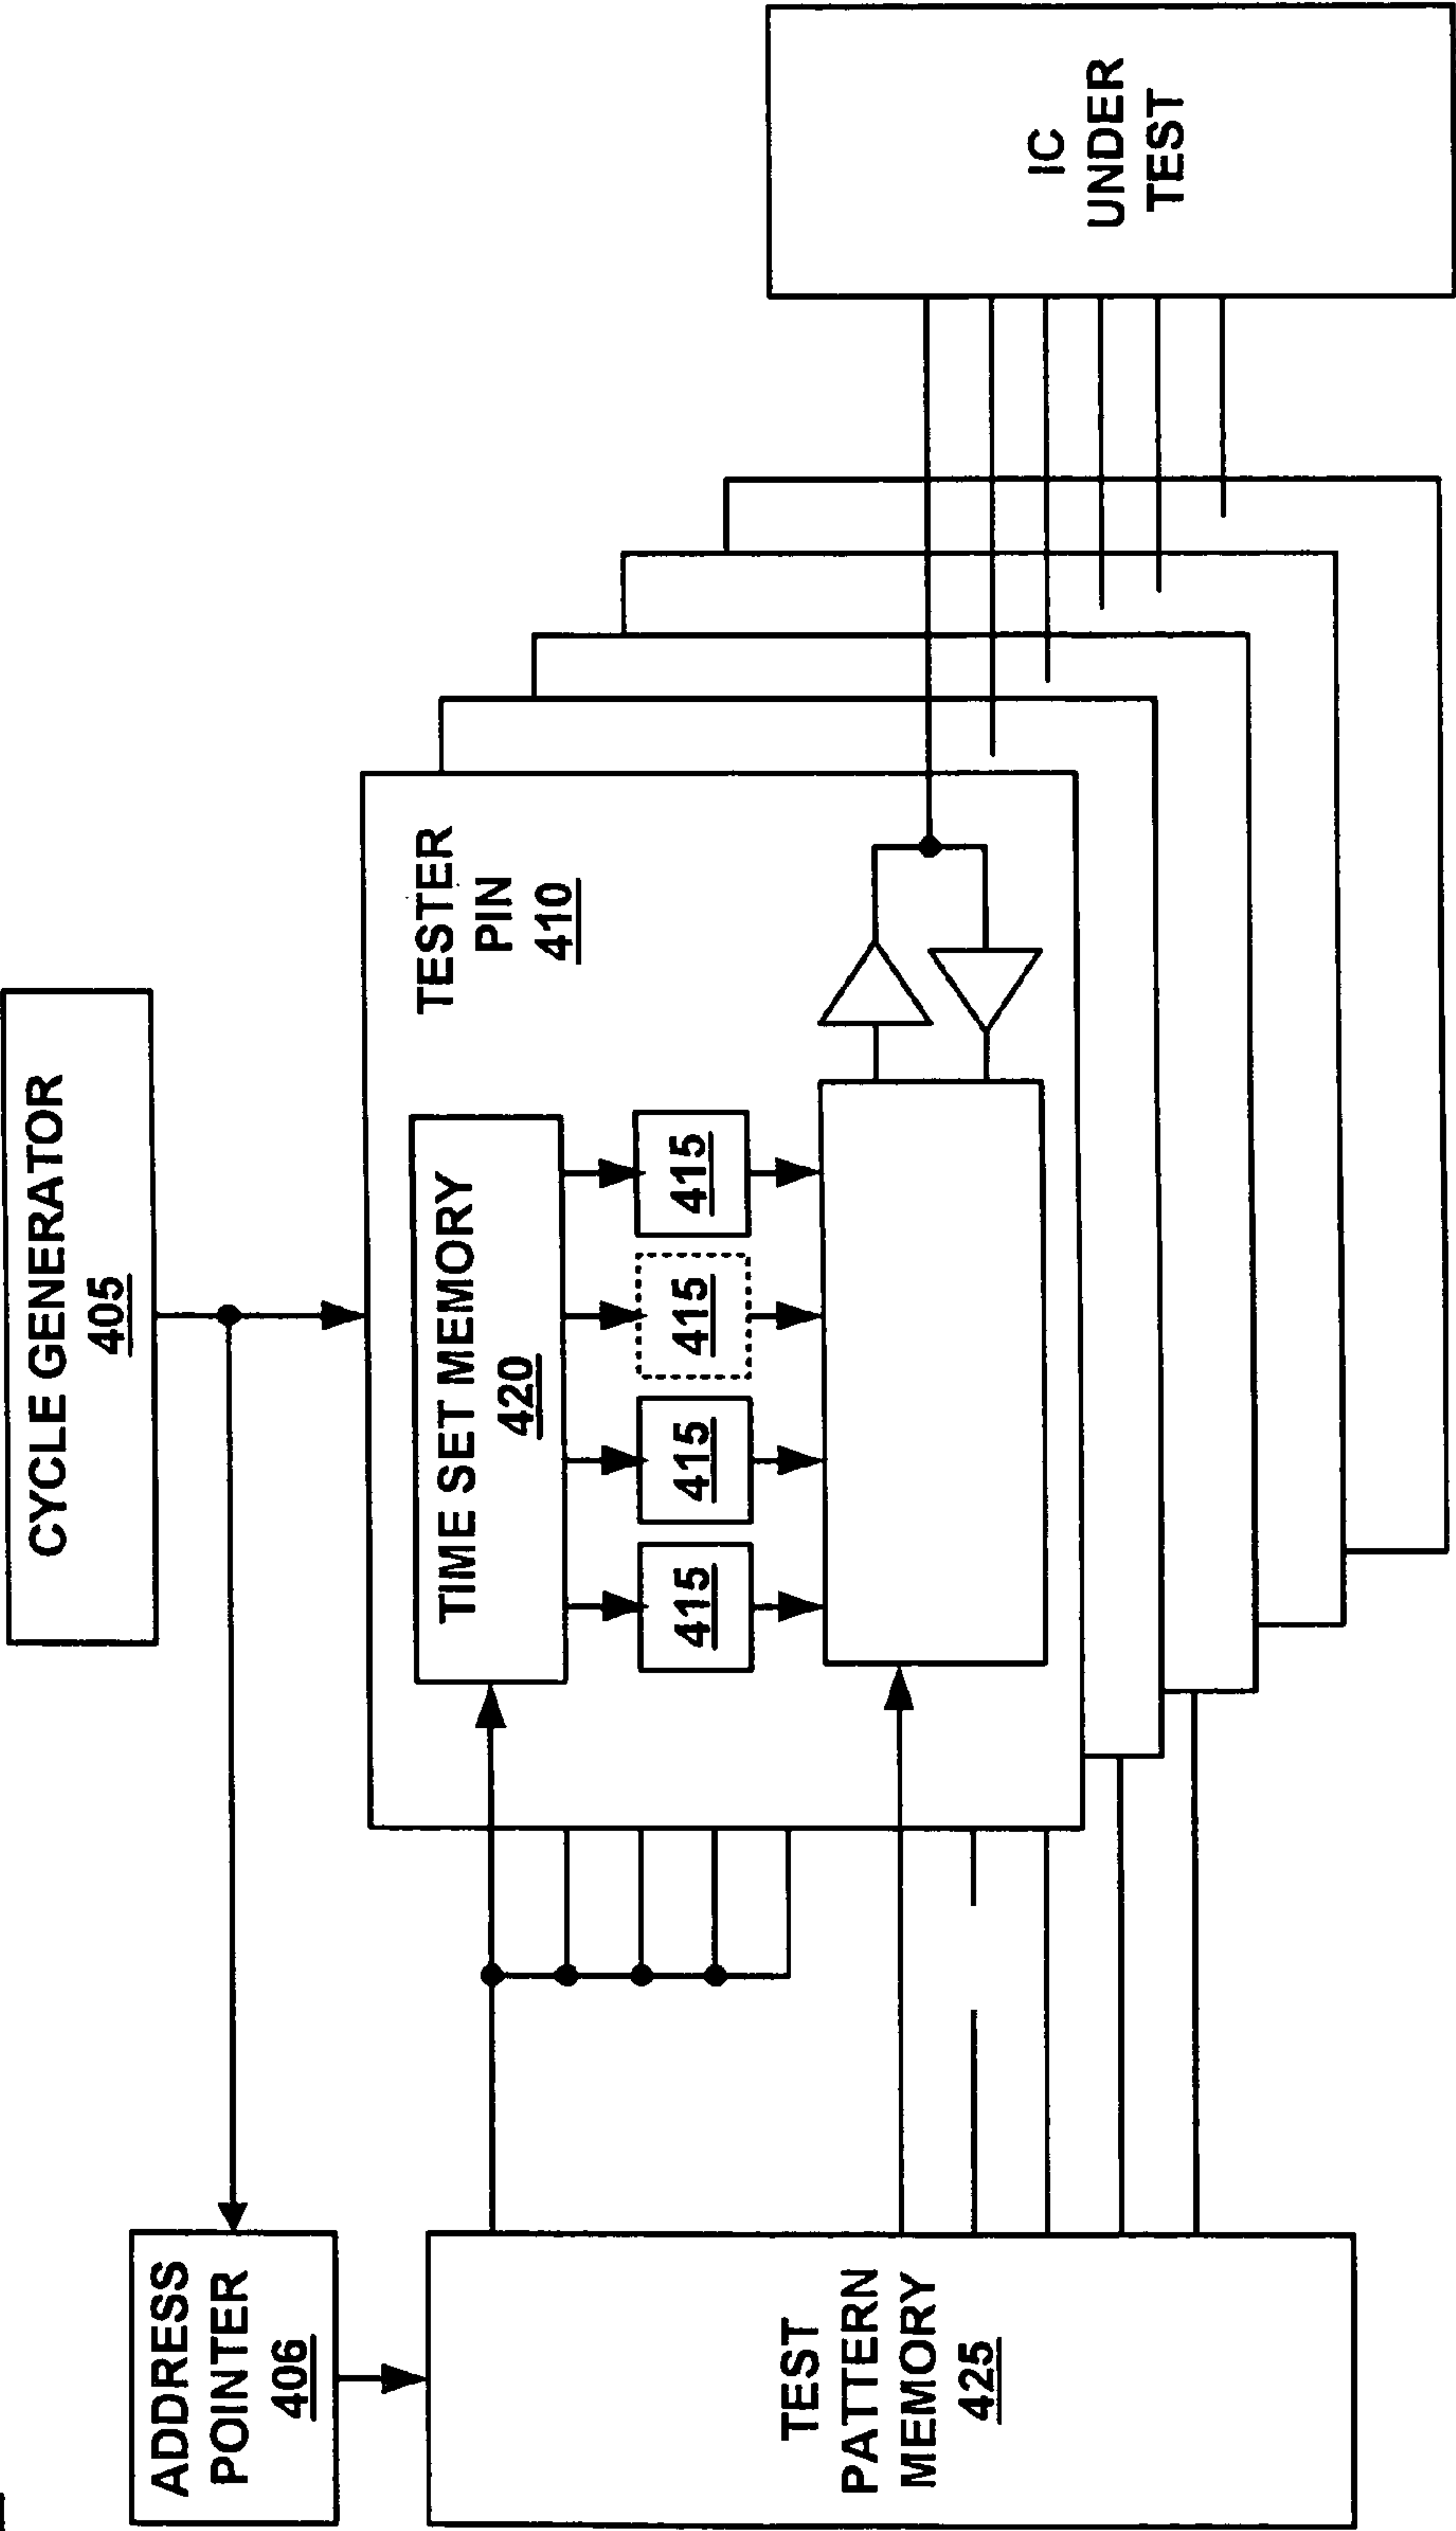 CYCLE GENERATOR
405
ADDRESS
POINTER
406
TESTER
PIN
410
TIME SET MEMORY
420
415
415
415
415
TEST
PATTERN
MEMORY
425
IC
UNDER
TEST